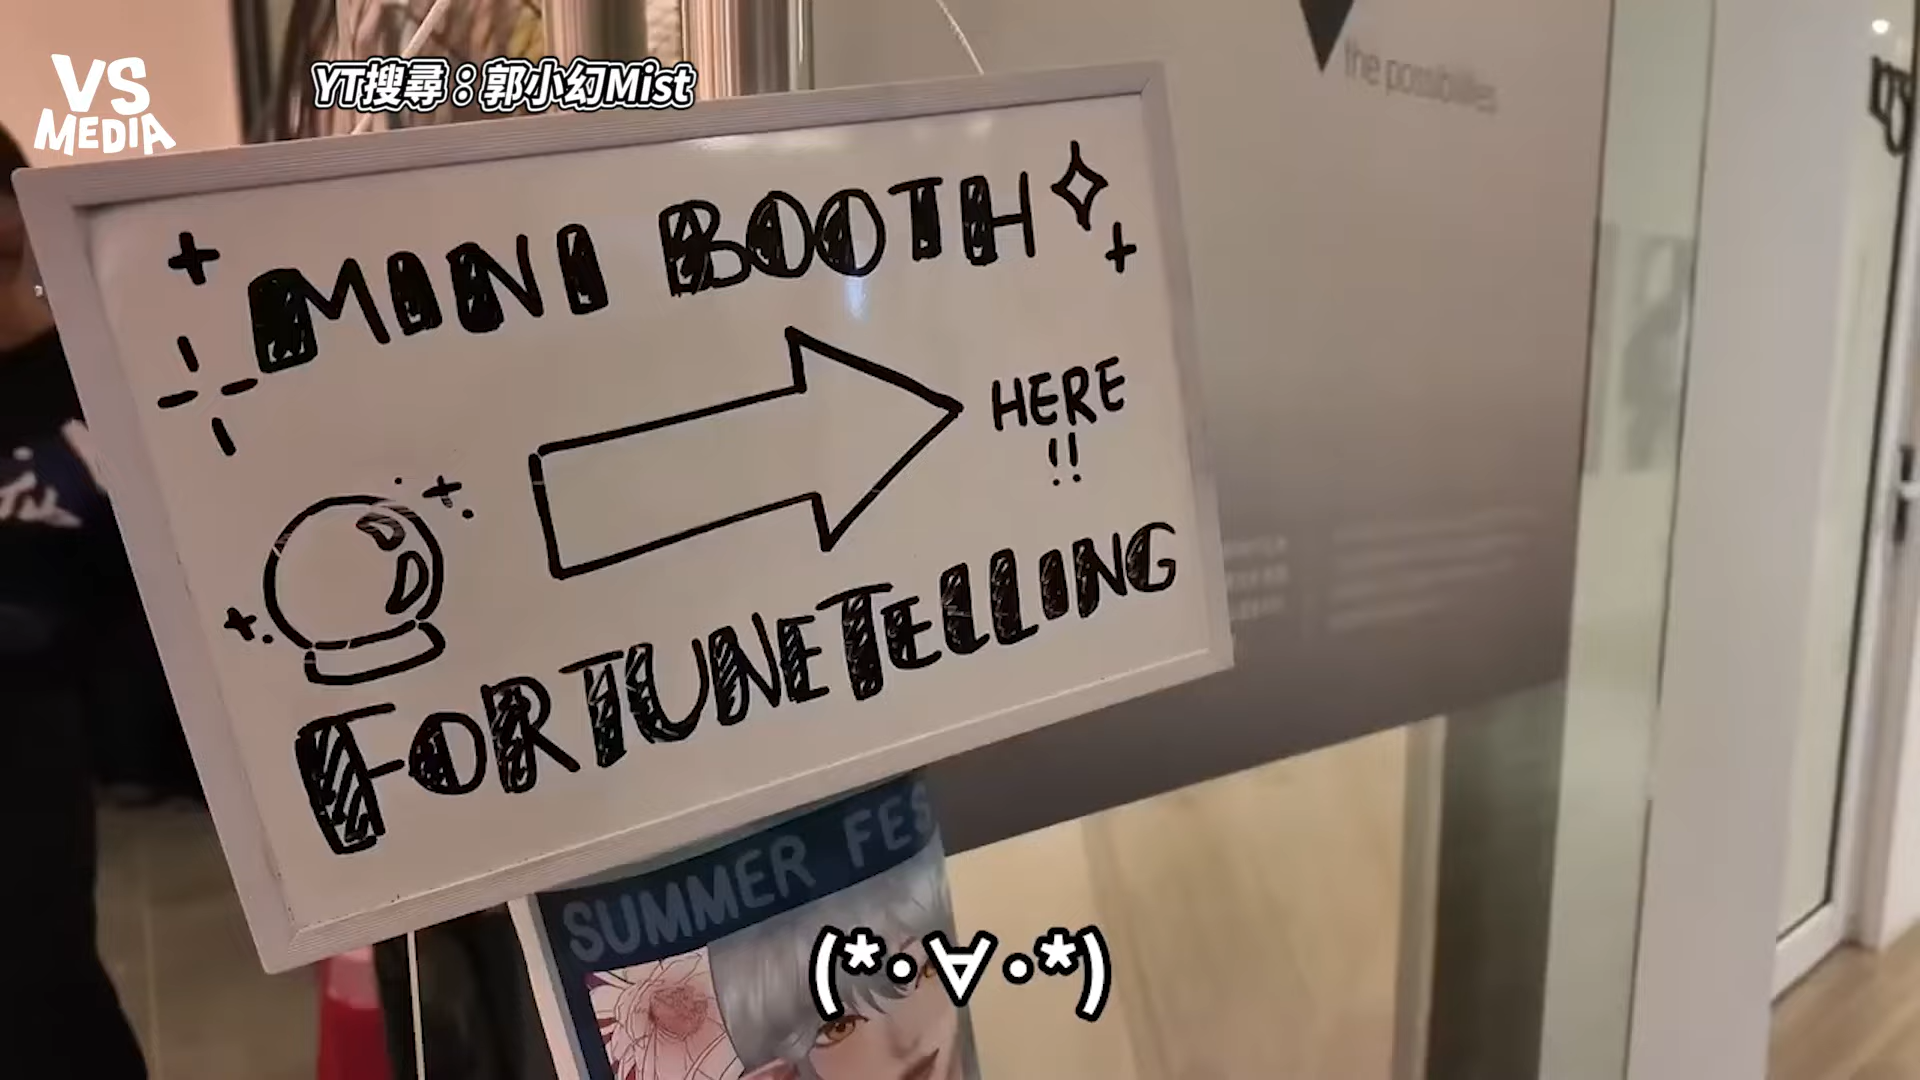 VS
MEDIA
YT搜尋：郭小幻Mist
the possibilities
MINI BOOTH
HERE
!!
FORTUNETELLING
SUMMER FES
(*・∀・*)